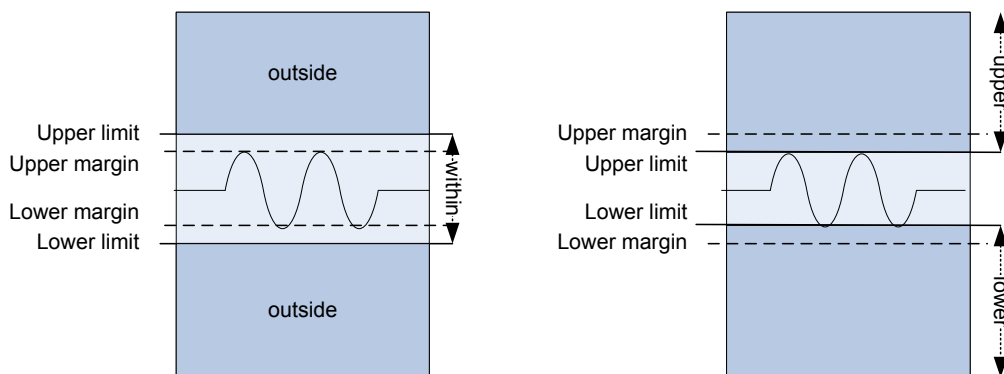 outside
Upper limit
Upper margin
Lower margin
Lower limit
within
outside
upper
Upper margin
Upper limit
Lower limit
Lower margin
lower